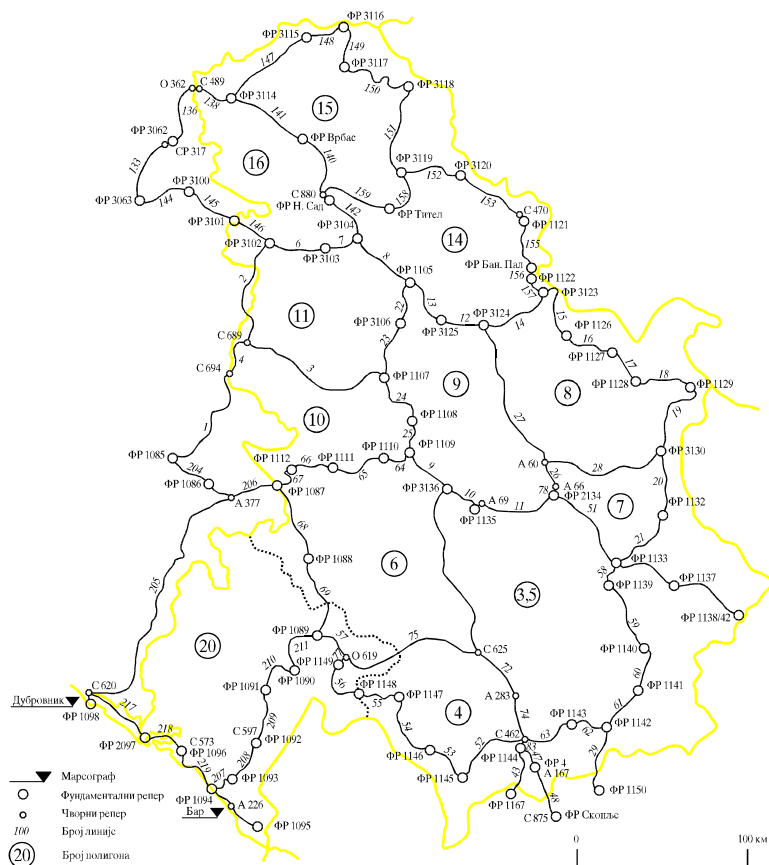 ФР 3116
148
ФР 3115
149
147
ФР 3117
О 362
С 489
150
ФР 3118
138
ФР 3114
136
141
15
151
ФР 3062
ФР Врбас
СР 317
16
140
133
ФР 3119
152
ФР 3120
ФР 3100
С 880
159
158
153
ФР 3063
144
145
ФР Н. Сад
142
ФР Тител
С 470
ФР 3101
146
ФР 3104
ФР 1121
14
ФР 3102
6
7
155
ФР 3103
8
ФР Бан. Пал
156
ФР 1122
2
ФР 1105
157
ФР 3123
22
13
11
ФР 3106
12
ФР 3124
14
15
ФР 1126
23
ФР 3125
С 689
16
4
3
ФР 1127
17
С 694
ФР 1107
9
18
24
8
ФР 1128
ФР 1129
10
ФР 1108
19
1
27
25
ФР 1085
ФР 1112
66
ФР 1111
ФР 1110
ФР 1109
ФР 3130
204
67
65
64
9
А 60
28
ФР 1086
206
ФР 1087
26
20
А 377
ФР 3136
10
А 69
А 66
78
ФР 2134
7
11
51
ФР 1132
ФР 1135
68
21
ФР 1088
6
ФР 1133
58
205
ФР 1139
ФР 1137
69
3,5
ФР 1138/42
59
20
ФР 1089
57
75
211
77
О 619
С 625
ФР 1140
210
ФР 1149
ФР 1090
72
60
С 620
56
ФР 1148
Дубровник
ФР 1091
55
ФР 1147
А 283
ФР 1141
217
ФР 1098
209
4
61
54
74
ФР 1143
218
С 597
С 462
63
62
ФР 1142
ФР 2097
С 573
ФР 1092
52
83
ФР 1096
ФР 1146
53
ФР 1144
47
ФР 4
29
219
208
А 167
207
ФР 1093
ФР 1145
43
Марсограф
ФР 1094
48
ФР 1150
Фундаментални репер
А 226
ФР 1167
Бар
Чворни репер
С 875
ФР Скопље
100
Број линије
ФР 1095
20
Број полигона
0
100 км